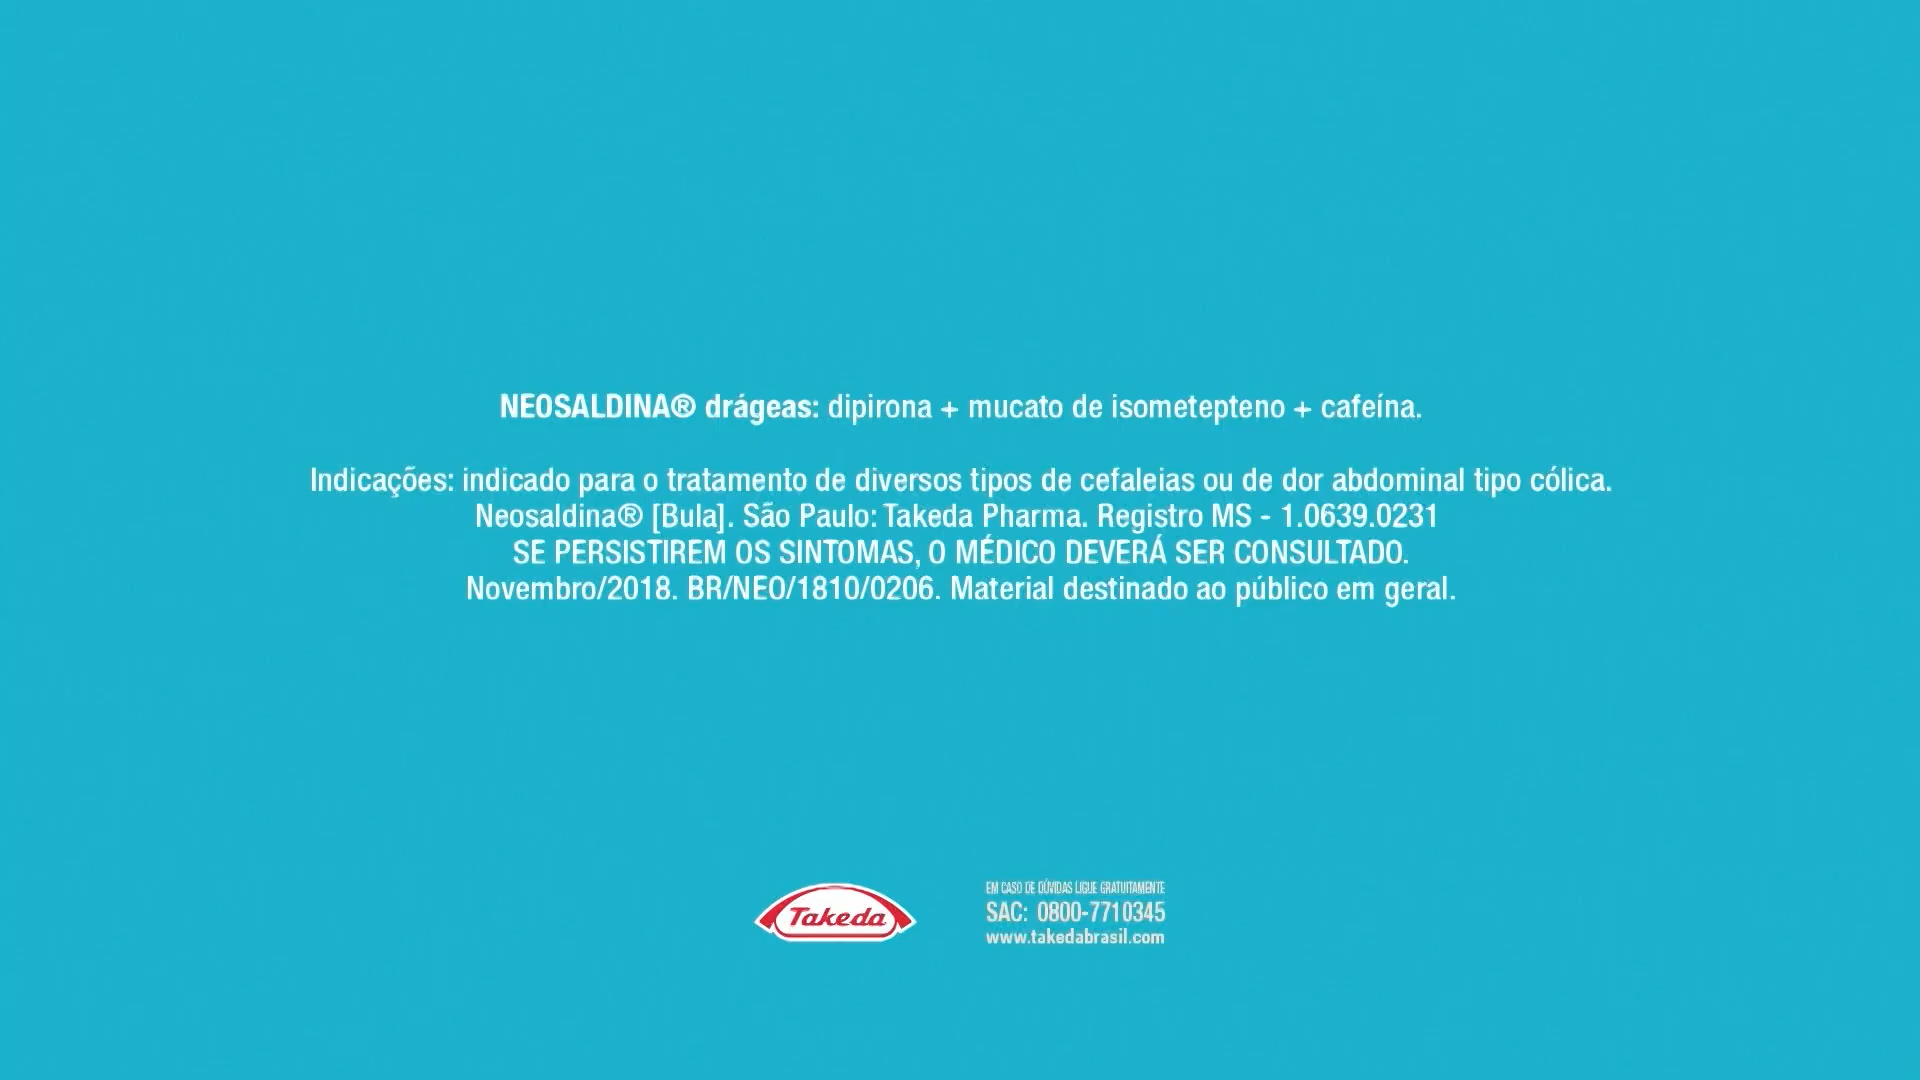 NEOSALDINA® drágeas: dipirona + mucato de isometepteno + cafeína.
Indicações: indicado para o tratamento de diversos tipos de cefaleias ou de dor abdominal tipo cólica.
Neosaldina® [Bula]. São Paulo: Takeda Pharma. Registro MS - 1.0639.0231
SE PERSISTIREM OS SINTOMAS, O MÉDICO DEVERÁ SER CONSULTADO.
Novembro/2018. BR/NEO/1810/0206. Material destinado ao público em geral.
Takeda
EM CASO DE DÚVIDAS LIGUE GRATUITAMENTE
SAC: 0800-7710345
www.takedabrasil.com